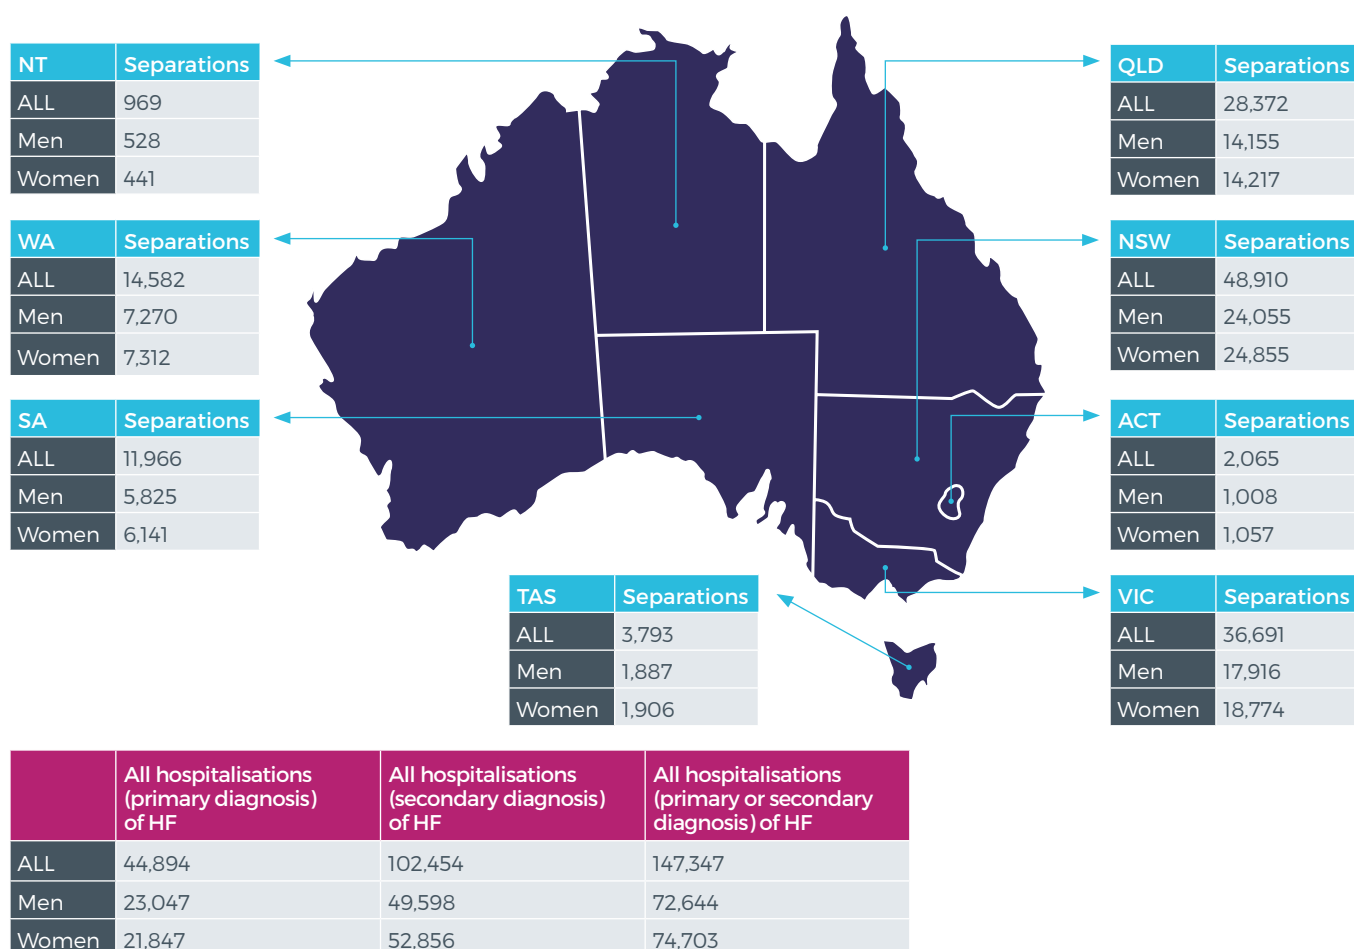 NT Separations
ALL 969
Men 528
Women 441
WA Separations
ALL 14,582
Men 7,270
Women 7,312
SA Separations
ALL 11,966
Men 5,825
Women 6,141
TAS Separations
ALL 3,793
Men 1,887
Women 1,906
QLD Separations
ALL 28,372
Men 14,155
Women 14,217
NSW Separations
ALL 48,910
Men 24,055
Women 24,855
ACT Separations
ALL 2,065
Men 1,008
Women 1,057
VIC Separations
ALL 36,691
Men 17,916
Women 18,774
All hospitalisations All hospitalisations All hospitalisations
(primary diagnosis) (secondary diagnosis) (primary or secondary
of HF of HF diagnosis) of HF
ALL 44,894 102,454 147,347
Men 23,047 49,598 72,644
Women 21,847 52,856 74,703